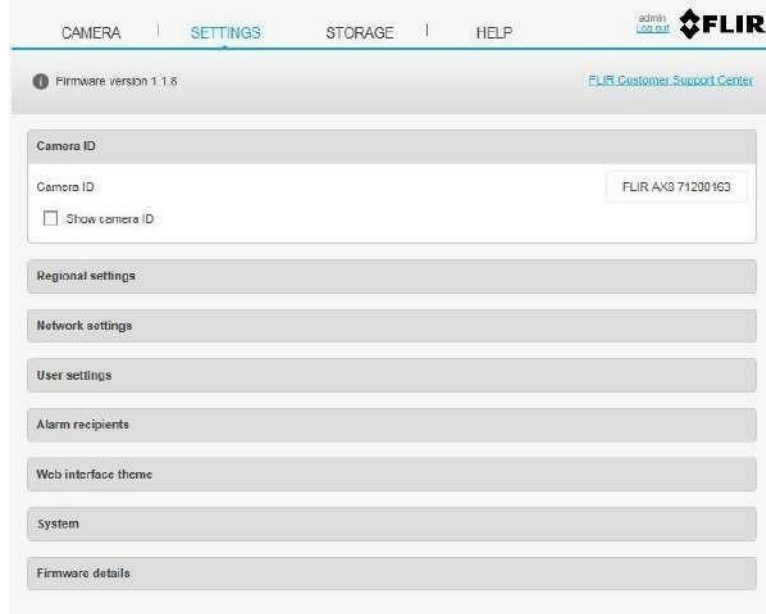 CAMERA | SETTINGS STORAGE | HELP
admin
Log out
FLIR
Firmware version 1.1.8
FLIR Customer Support Center
Camera ID
Camera ID FLIR AX8 71200163
Show camera ID
Regional settings
Network settings
User settings
Alarm recipients
Web interface theme
System
Firmware details